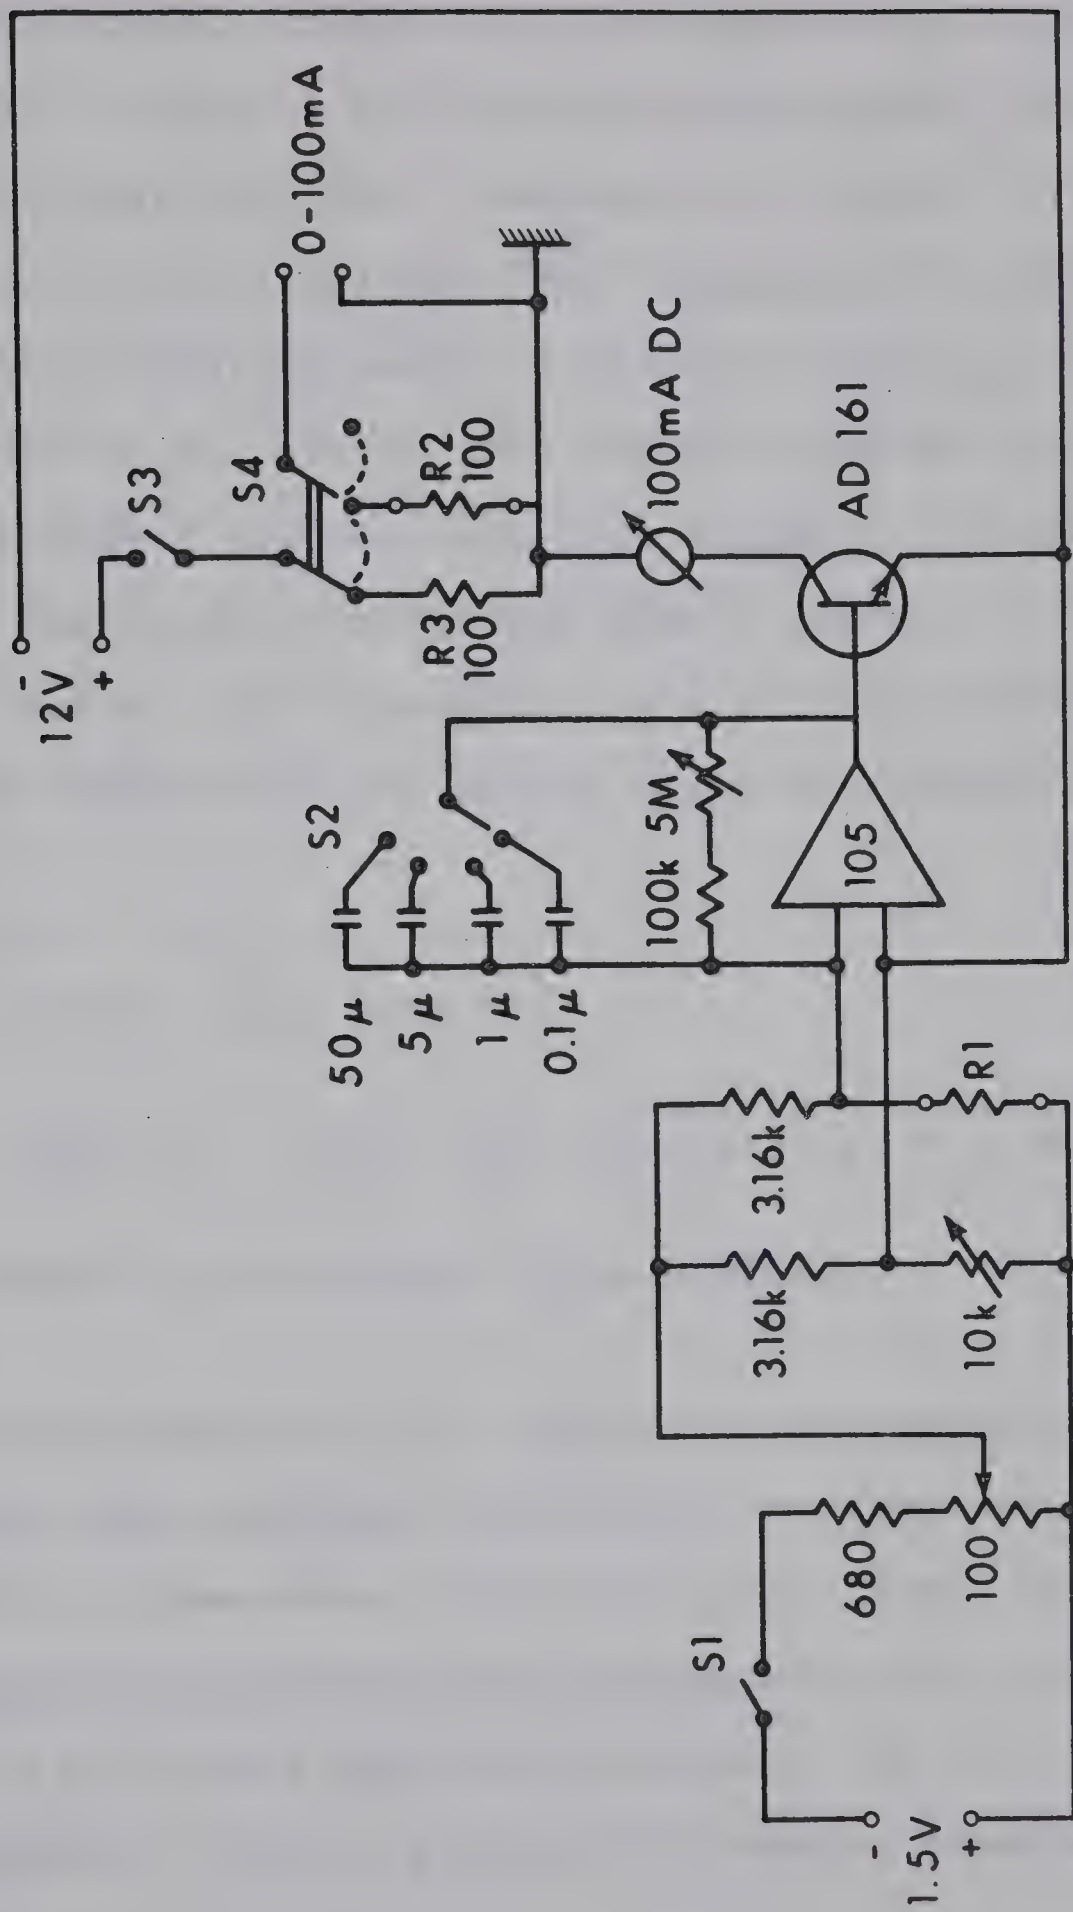 1.5V
-
+
S1
680
100
3.16k
3.16k
10k
R1
50μ
5μ
1μ
0.1μ
S2
100k 5M
105
-
12V
+
S3
S4
R3
100
R2
100
0-100mA
100mA DC
AD 161